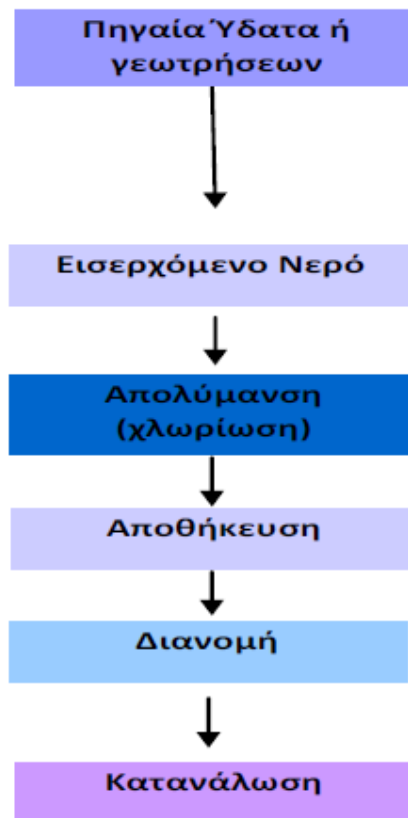 Πηγαία Ύδατα ή
γεωτρήσεων
Εισερχόμενο Νερό
Απολύμανση
(χλωρίωση)
Αποθήκευση
Διανομή
Κατανάλωση